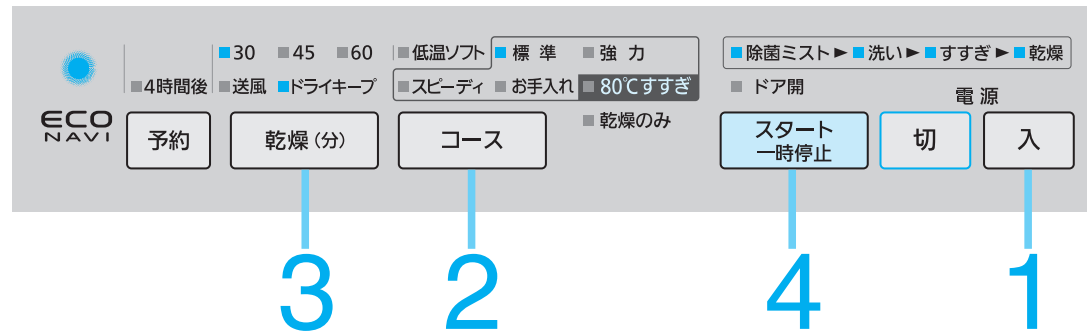 30 45 60 低温ソフト 標 準 強 力 除菌ミスト▶洗い▶すすぎ▶乾燥
4時間後 送風 ドライキープ スピーディ お手入れ 80℃すすぎ ドア開 電 源
ECO
NAVI
予約 乾燥(分) コース 乾燥のみ スタート
一時停止 切 入
3 2 4 1